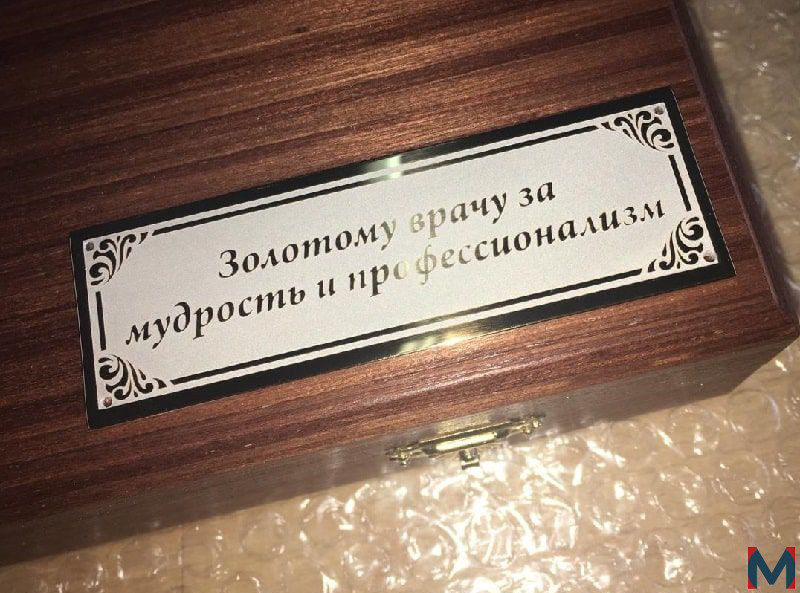 Золотому врачу за
мудрость и профессионализм
M